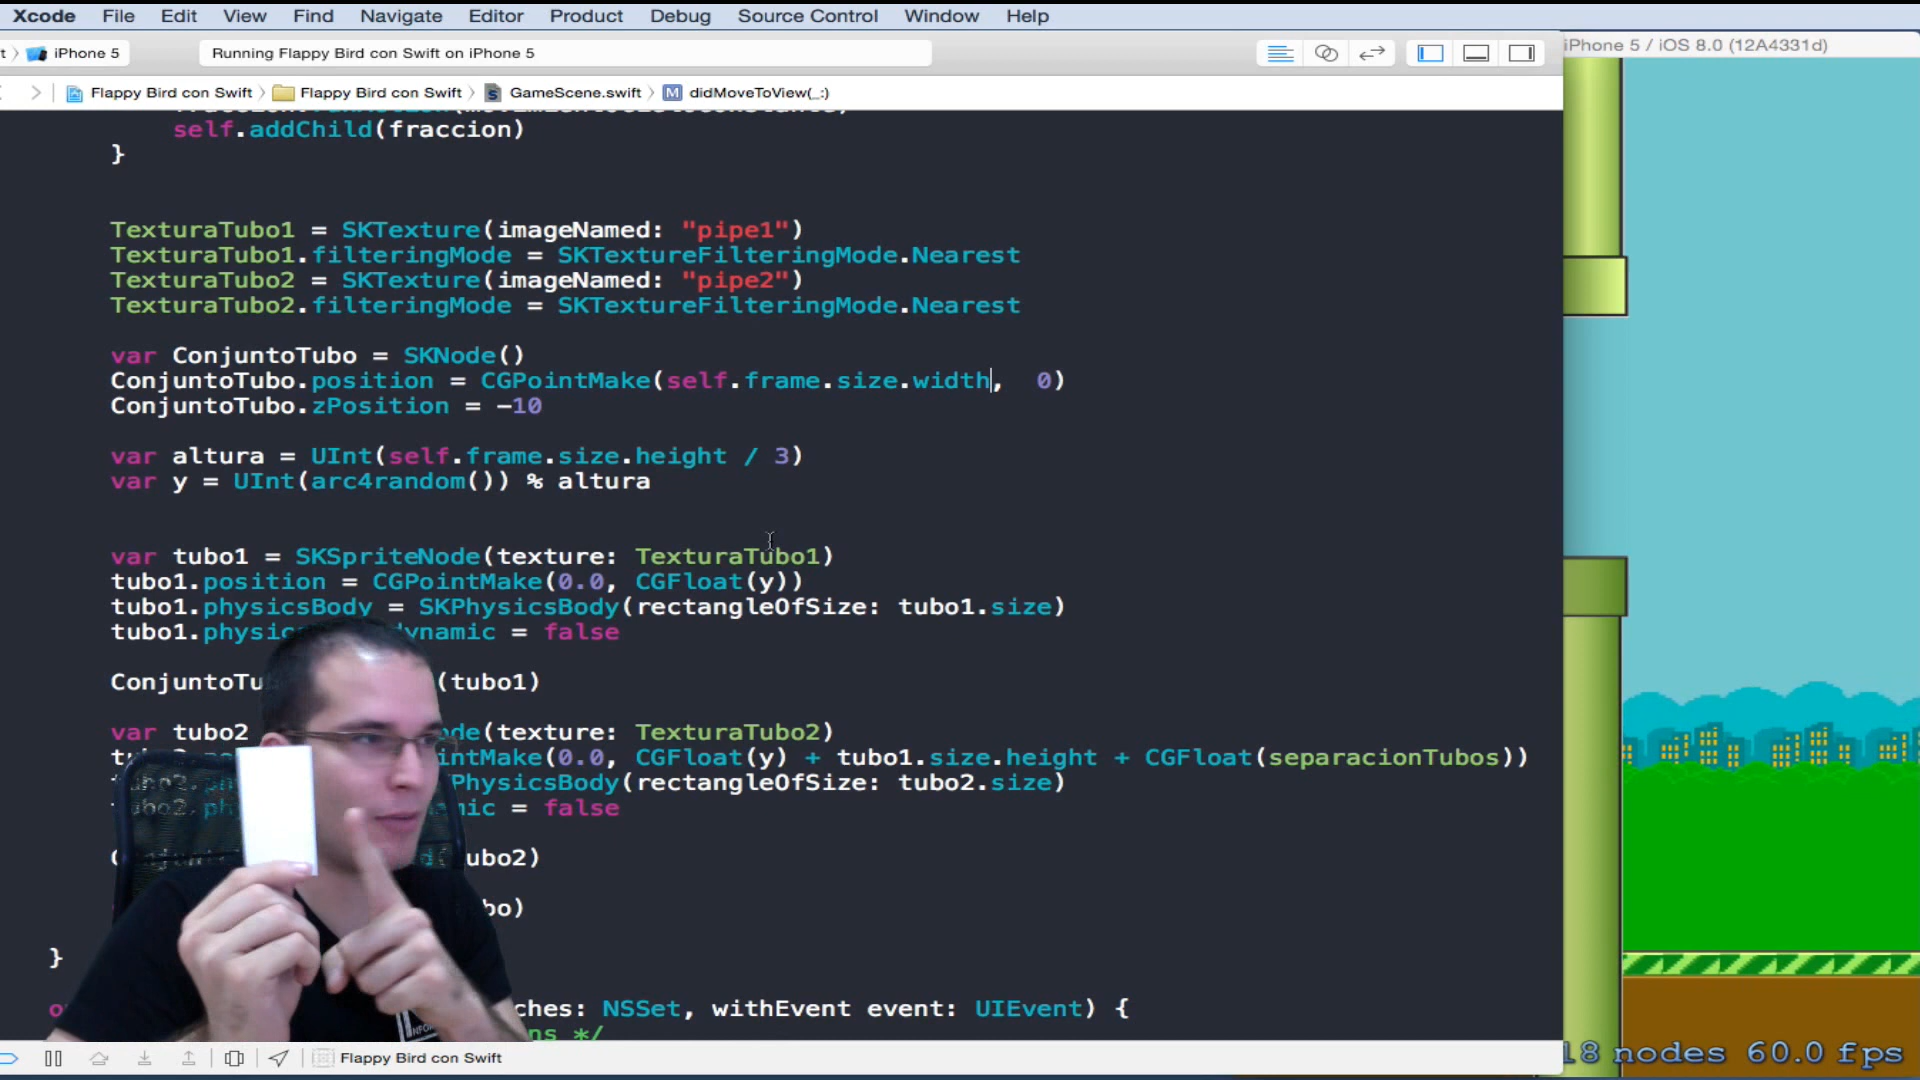 Xcode File Edit View Find Navigate Editor Product Debug Source Control Window Help
iPhone 5
Running Flappy Bird con Swift on iPhone 5
iPhone 5 / iOS 8.0 (12A4331d)
Flappy Bird con Swift Flappy Bird con Swift GameScene.swift M didMoveToView(_:)
self.addChild(fraccion)
}
TexturaTubo1 = SKTexture(imageNamed: "pipe1")
TexturaTubo1.filteringMode = SKTextureFilteringMode.Nearest
TexturaTubo2 = SKTexture(imageNamed: "pipe2")
TexturaTubo2.filteringMode = SKTextureFilteringMode.Nearest
var ConjuntoTubo = SKNode()
ConjuntoTubo.position = CGPointMake(self.frame.size.width, 0)
ConjuntoTubo.zPosition = -10
var altura = UInt(self.frame.size.height / 3)
var y = UInt(arc4random()) % altura
var tubo1 = SKSpriteNode(texture: TexturaTubo1)
tubo1.position = CGPointMake(0.0, CGFloat(y))
tubo1.physicsBody = SKPhysicsBody(rectangleOfSize: tubo1.size)
tubo1.physic dynamic = false
ConjuntoTu (tubo1)
var tubo2 de(texture: TexturaTubo2)
intMake(0.0, CGFloat(y) + tubo1.size.height + CGFloat(separacionTubos))
PhysicsBody(rectangleOfSize: tubo2.size)
ic = false
ubo2)
bo)
}
ches: NSSet, withEvent event: UIEvent) {
ns */
Flappy Bird con Swift
18 nodes 60.0 fps